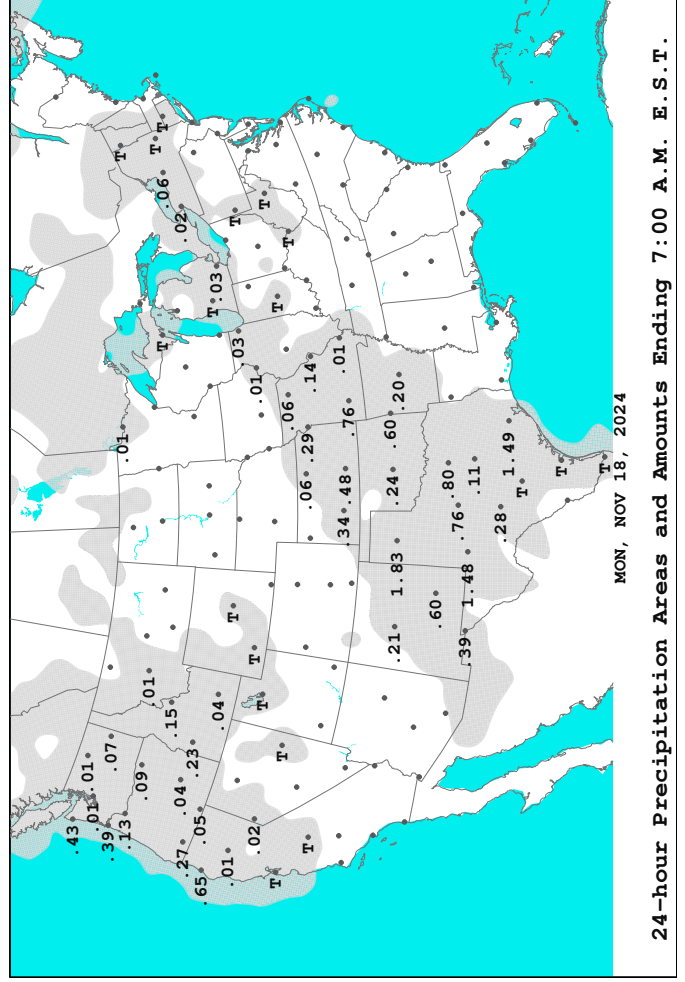 .43
.01
.01
.39
.07
.13
.01
T
.09
.01
T
T
T
.06
.15
.04
.02
.27
.23
.65
.05
T
.03
.04
.01
T
T
.03
.02
T
.01
T
T
T
T
T
.06
T
T
.06
.29
.14
.01
.34
.48
.76
.60
.24
.21
1.83
.20
.60
.80
.76
.39
1.48
.11
.28
1.49
T
T
T
MON, NOV 18, 2024
24-hour Precipitation Areas and Amounts Ending 7:00 A.M. E.S.T.